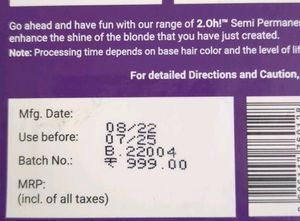 Go ahead and have fun with our range of 2.Oh!™ Semi Permanen
enhance the shine of the blonde that you have just created.
Note: Processing time depends on base hair color and the level of lif
For detailed Directions and Caution,
Mfg. Date: 08/22
Use before: 07/25
Batch No.: B.22004
₹ 999.00
MRP:
(incl. of all taxes)